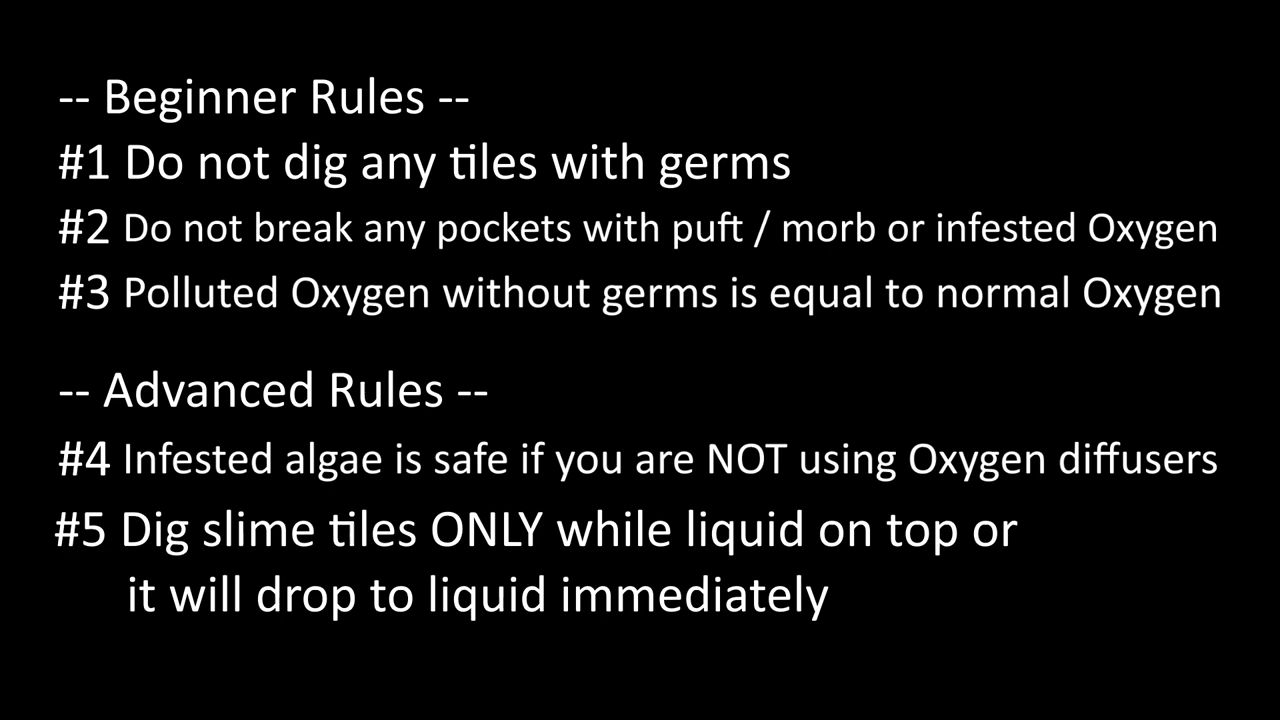 -- Beginner Rules --
#1 Do not dig any tiles with germs
#2 Do not break any pockets with puft / morb or infested Oxygen
#3 Polluted Oxygen without germs is equal to normal Oxygen
-- Advanced Rules --
#4 Infested algae is safe if you are NOT using Oxygen diffusers
#5 Dig slime tiles ONLY while liquid on top or
it will drop to liquid immediately